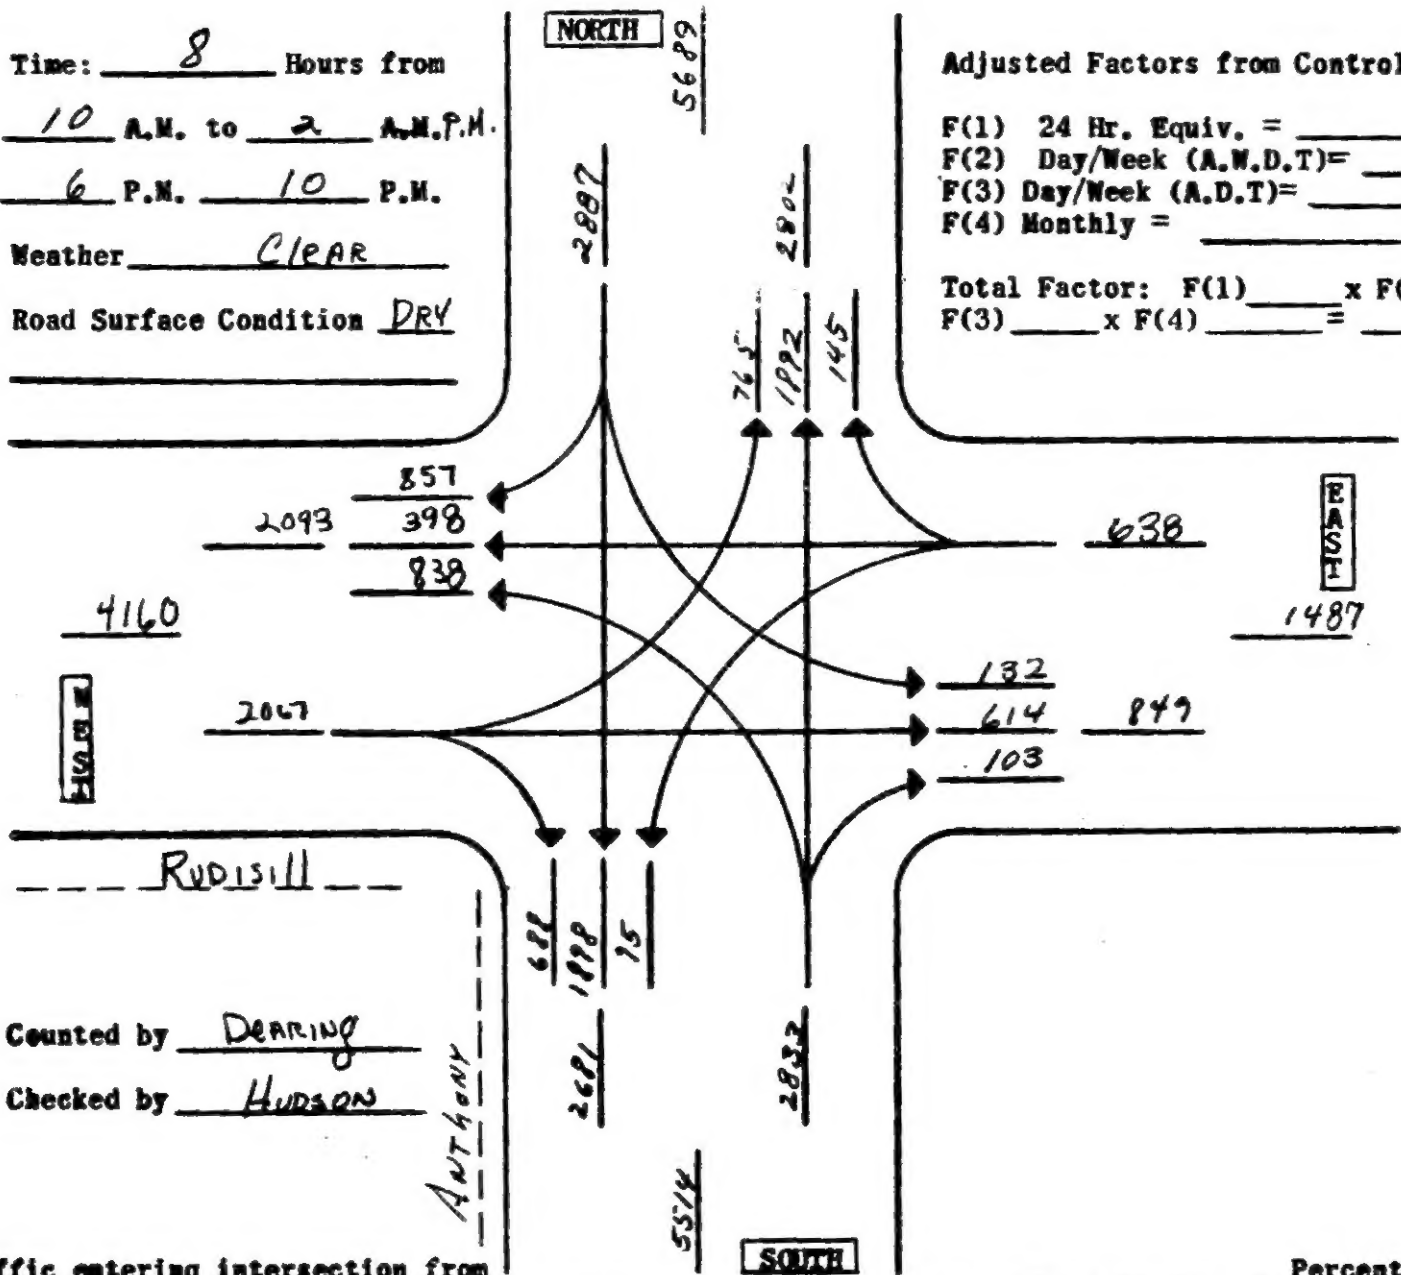 NORTH
5689
Time: 8 Hours from
10 A.M. to 2 A.M.P.M.
6 P.M. 10 P.M.
Weather Clear
Road Surface Condition DRY
Adjusted Factors from Control
F(1) 24 Hr. Equiv. =
F(2) Day/Week (A.W.D.T)=
F(3) Day/Week (A.D.T)=
F(4) Monthly =
Total Factor: F(1) x F(
F(3) x F(4) =
2887
2802
765
1892
145
857
2093 398
838
638
EAST
4160
1487
WEST
2067
132
614 849
103
Rudisill
688
1898
95
Counted by Dearing
Checked by Hudson
Anthony
2681
2833
5514
SOUTH
ffic entering intersection from
Percent